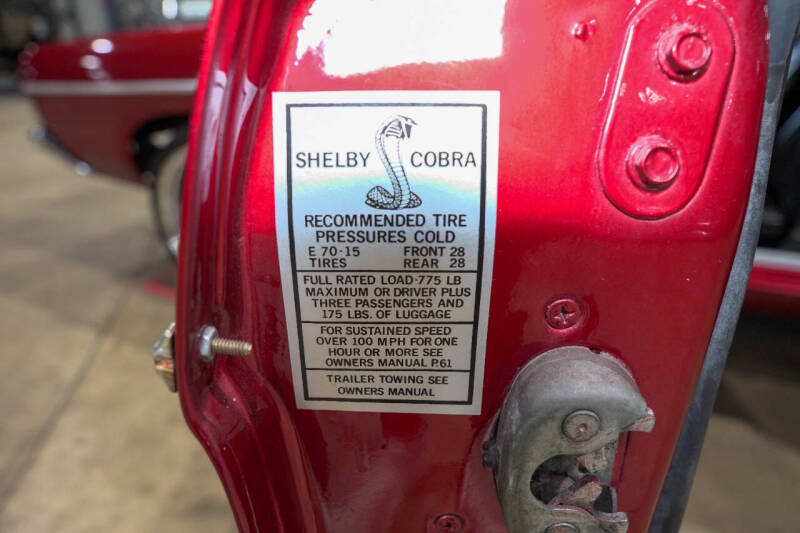 SHELBY COBRA
RECOMMENDED TIRE
PRESSURES COLD
E 70-15 FRONT 28
TIRES REAR 28
FULL RATED LOAD-775 LB
MAXIMUM OR DRIVER PLUS
THREE PASSENGERS AND
175 LBS. OF LUGGAGE
FOR SUSTAINED SPEED
OVER 100 MPH FOR ONE
HOUR OR MORE SEE
OWNERS MANUAL P.61
TRAILER TOWING SEE
OWNERS MANUAL